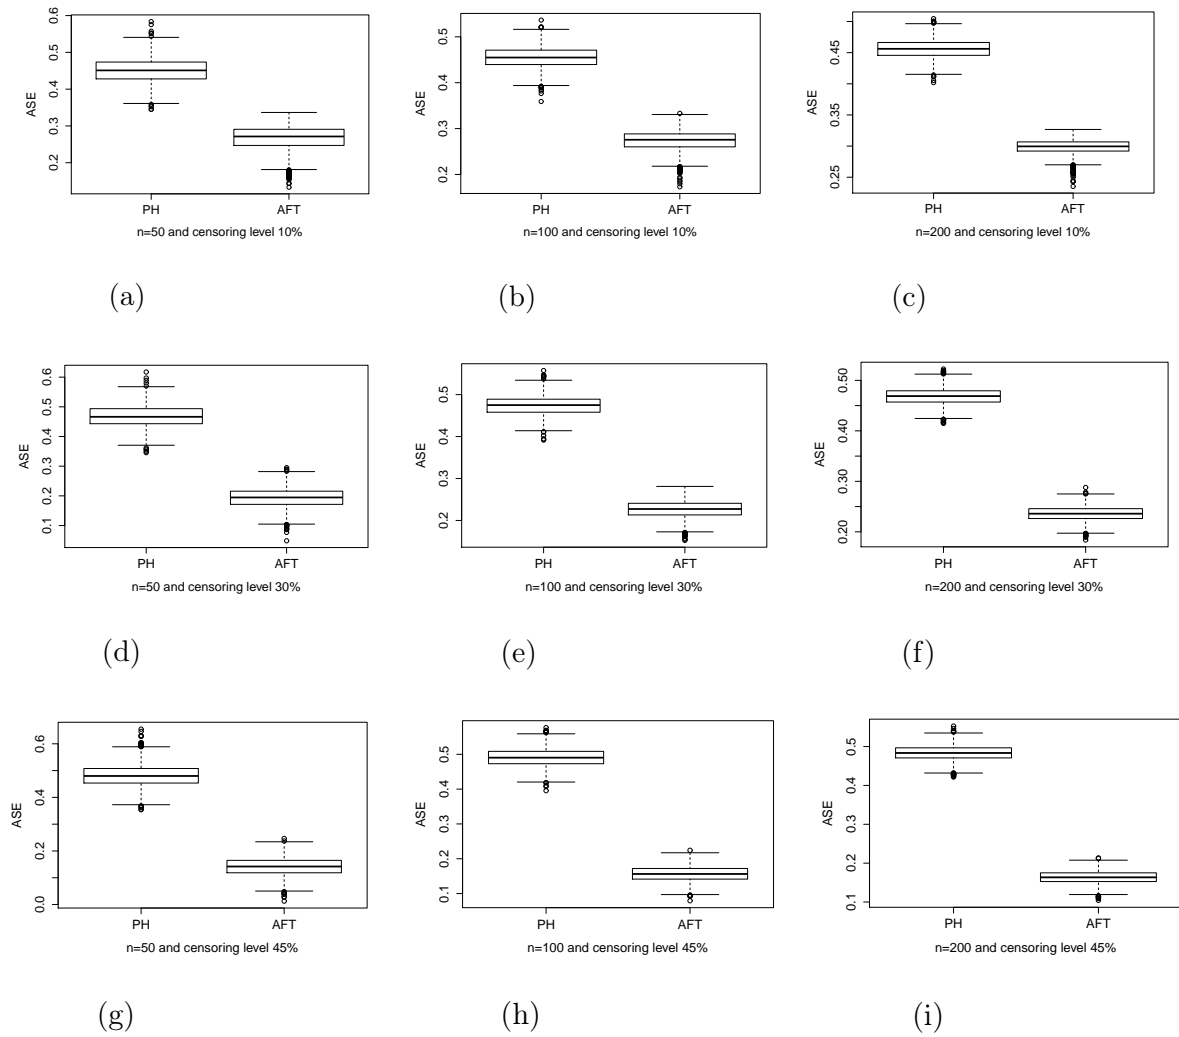 0.6
0.5
0.4
0.3
0.2
ASE
PH AFT
n=50 and censoring level 10%
(a)
0.5
0.4
0.3
0.2
ASE
PH AFT
n=100 and censoring level 10%
(b)
0.45
0.35
0.25
ASE
PH AFT
n=200 and censoring level 10%
(c)
0.6
0.5
0.4
0.3
0.2
0.1
ASE
PH AFT
n=50 and censoring level 30%
(d)
0.5
0.4
0.3
0.2
ASE
PH AFT
n=100 and censoring level 30%
(e)
0.50
0.40
0.30
0.20
ASE
PH AFT
n=200 and censoring level 30%
(f)
0.6
0.4
0.2
0.0
ASE
PH AFT
n=50 and censoring level 45%
(g)
0.5
0.4
0.3
0.2
0.1
ASE
PH AFT
n=100 and censoring level 45%
(h)
0.5
0.4
0.3
0.2
0.1
ASE
PH AFT
n=200 and censoring level 45%
(i)